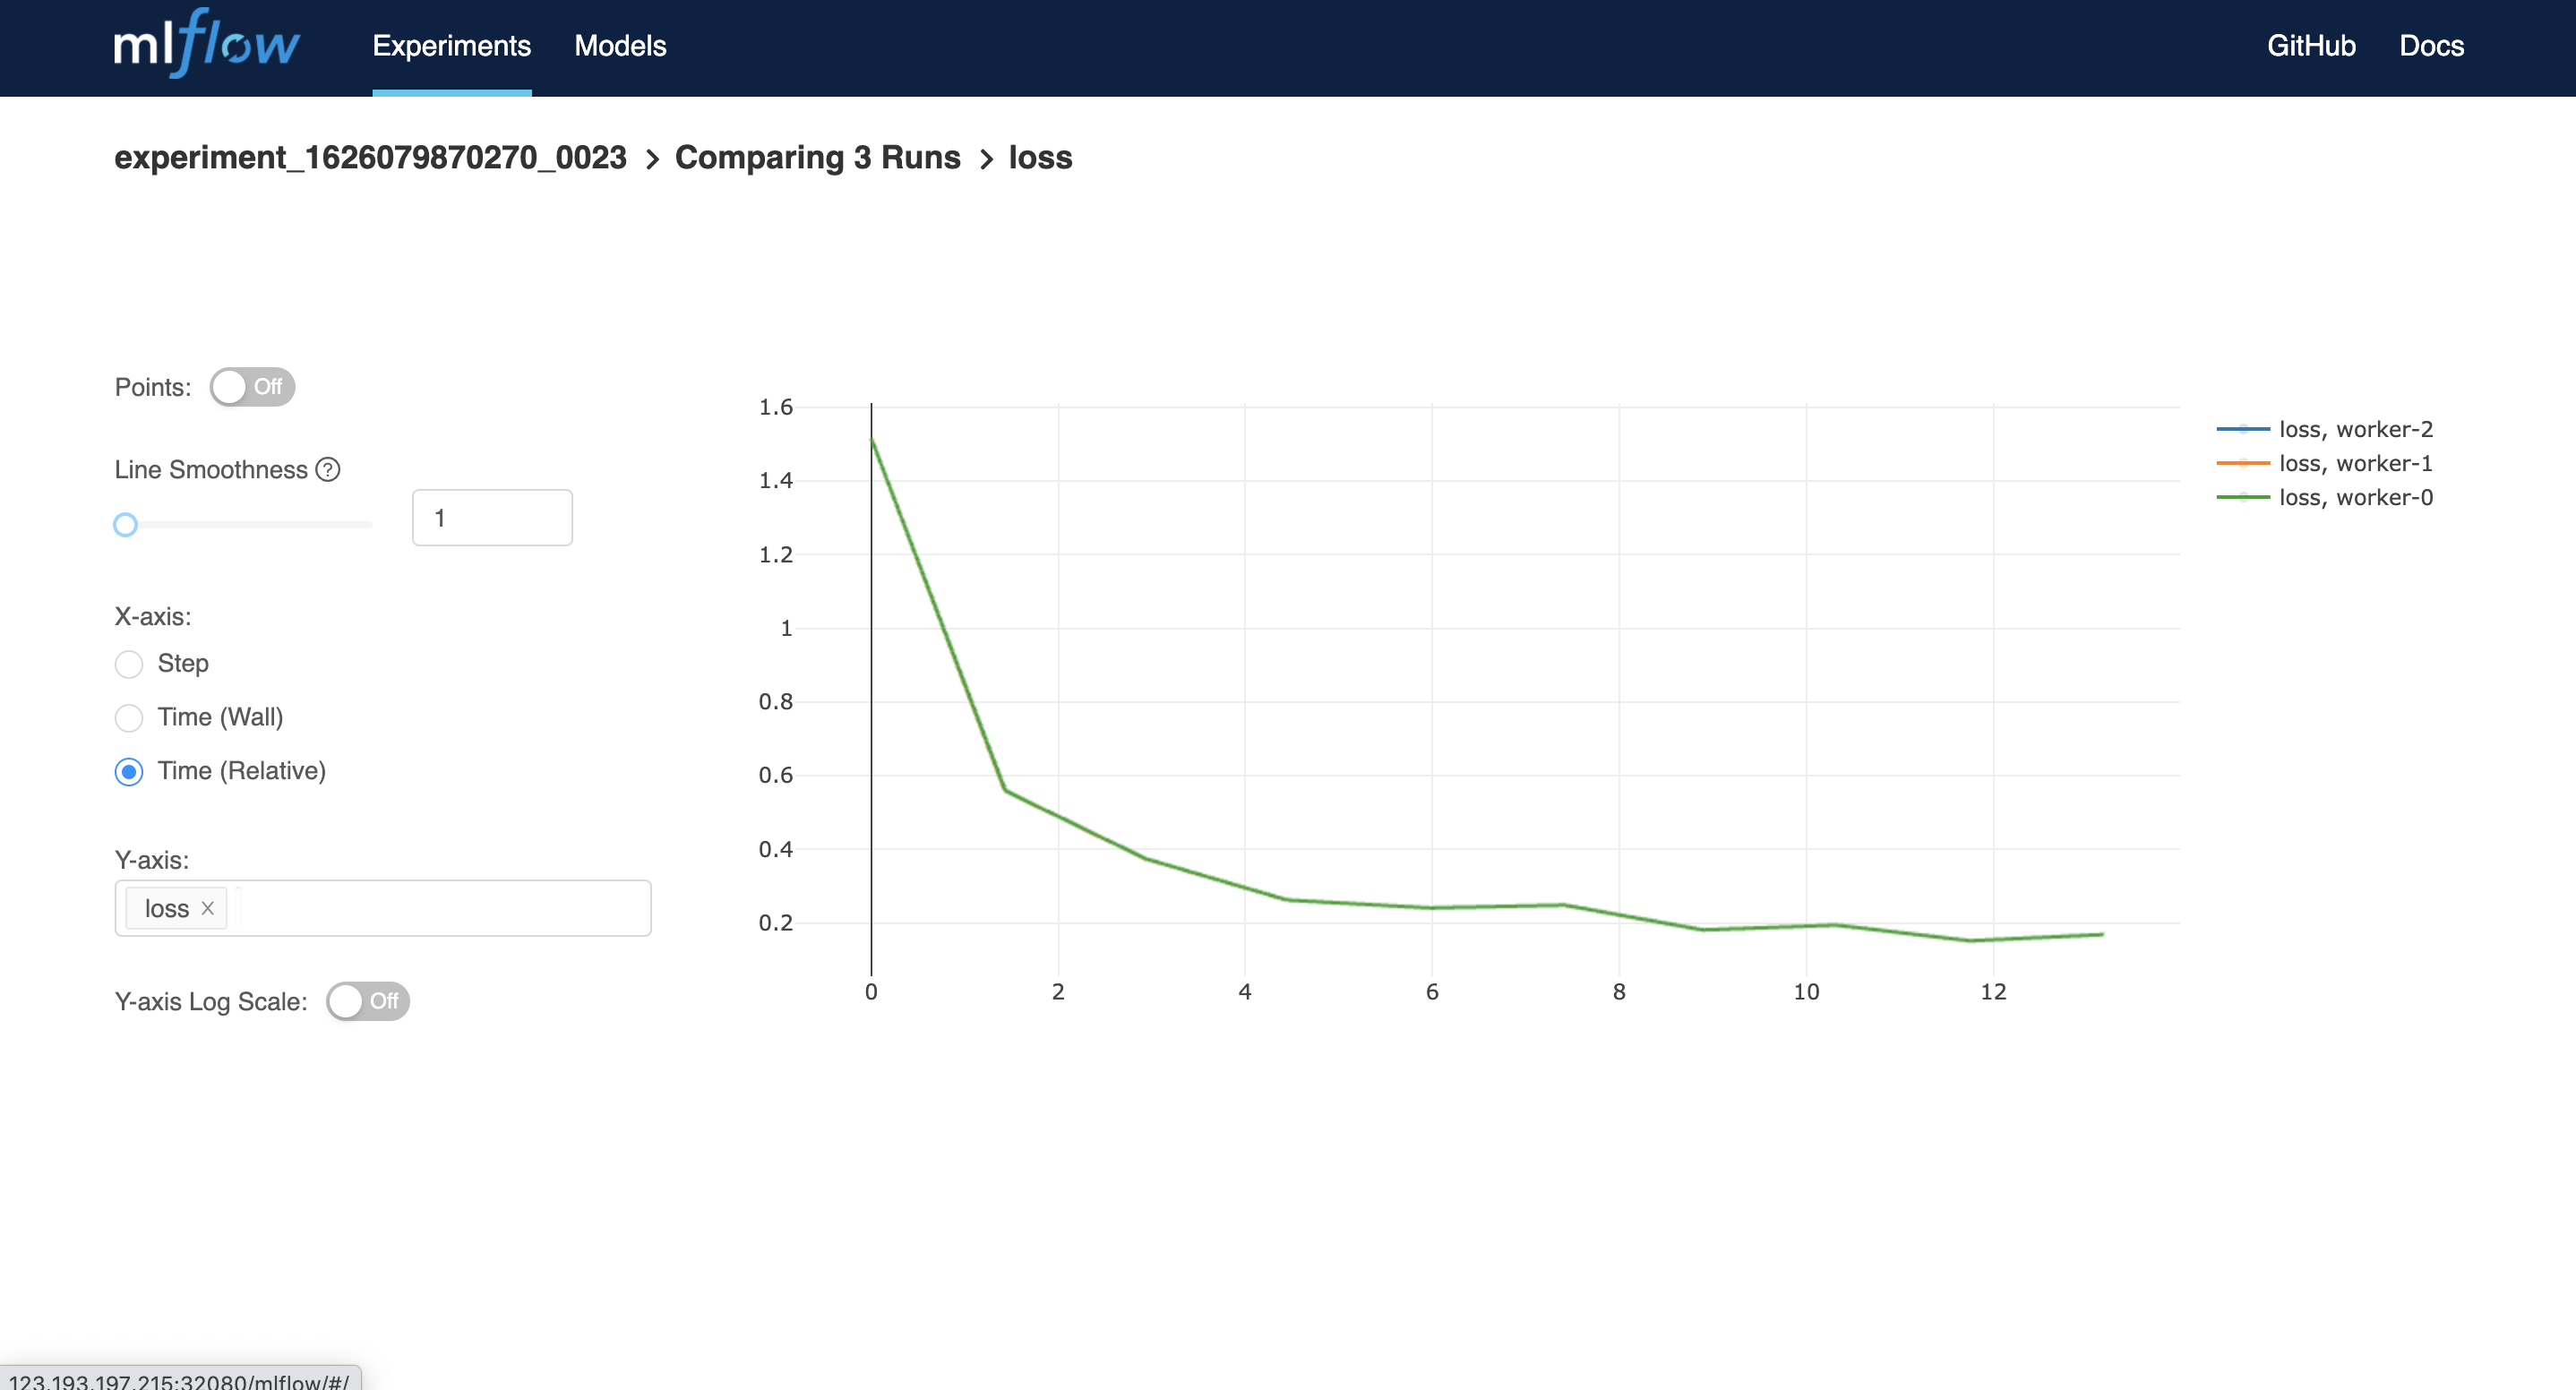 mlflow Experiments Models GitHub Docs
experiment_1626079870270_0023 > Comparing 3 Runs > loss
Points: Off
Line Smoothness ?
1
X-axis:
Step
Time (Wall)
Time (Relative)
Y-axis:
loss ×
Y-axis Log Scale: Off
1.6
1.4
1.2
1
0.8
0.6
0.4
0.2
0 2 4 6 8 10 12
loss, worker-2
loss, worker-1
loss, worker-0
123.193.197.215:32080/mlflow/#/